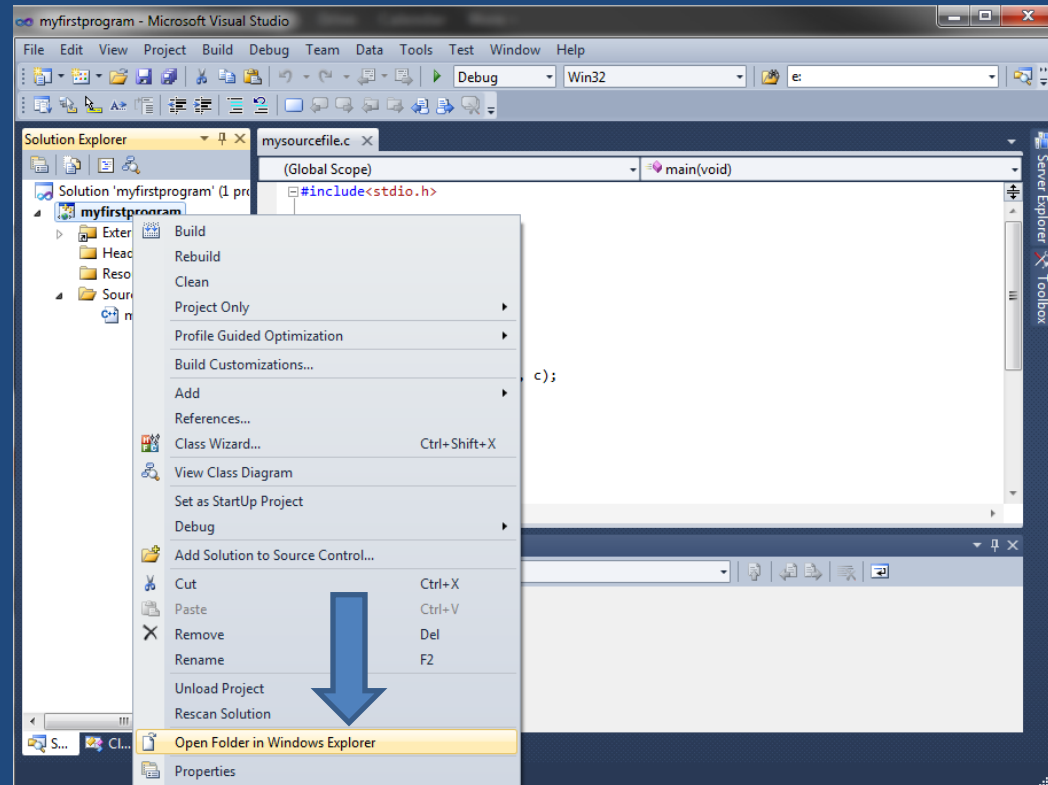 myfirstprogram - Microsoft Visual Studio
File Edit View Project Build Debug Team Data Tools Test Window Help
Debug Win32 e:
Solution Explorer
mysourcefile.c
(Global Scope) main(void)
Solution 'myfirstprogram' (1 pro
#include<stdio.h>
myfirstprogram
Exter
Head
Reso
Sour
m
Build
Rebuild
Clean
Project Only
Profile Guided Optimization
Build Customizations...
, c);
Add
References...
Class Wizard... Ctrl+Shift+X
View Class Diagram
Set as StartUp Project
Debug
Add Solution to Source Control...
Cut Ctrl+X
Paste Ctrl+V
Remove Del
Rename F2
Unload Project
Rescan Solution
S... Cl...
Open Folder in Windows Explorer
Properties
Server Explorer
Toolbox